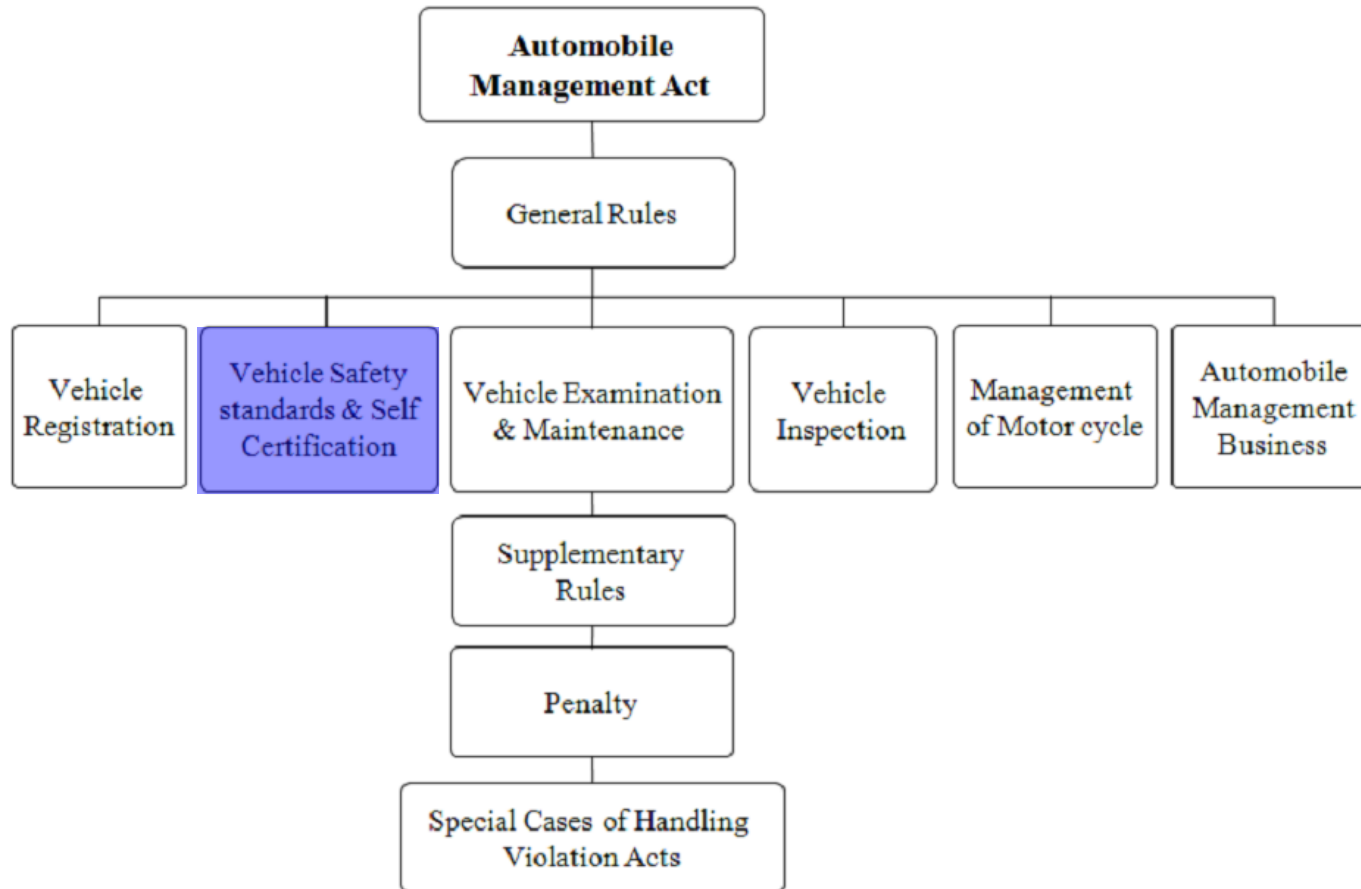 Automobile
Management Act
General Rules
Vehicle
Registration
Vehicle Safety
standards & Self
Certification
Vehicle Examination
& Maintenance
Vehicle
Inspection
Management
of Motor cycle
Automobile
Management
Business
Supplementary
Rules
Penalty
Special Cases of Handling
Violation Acts